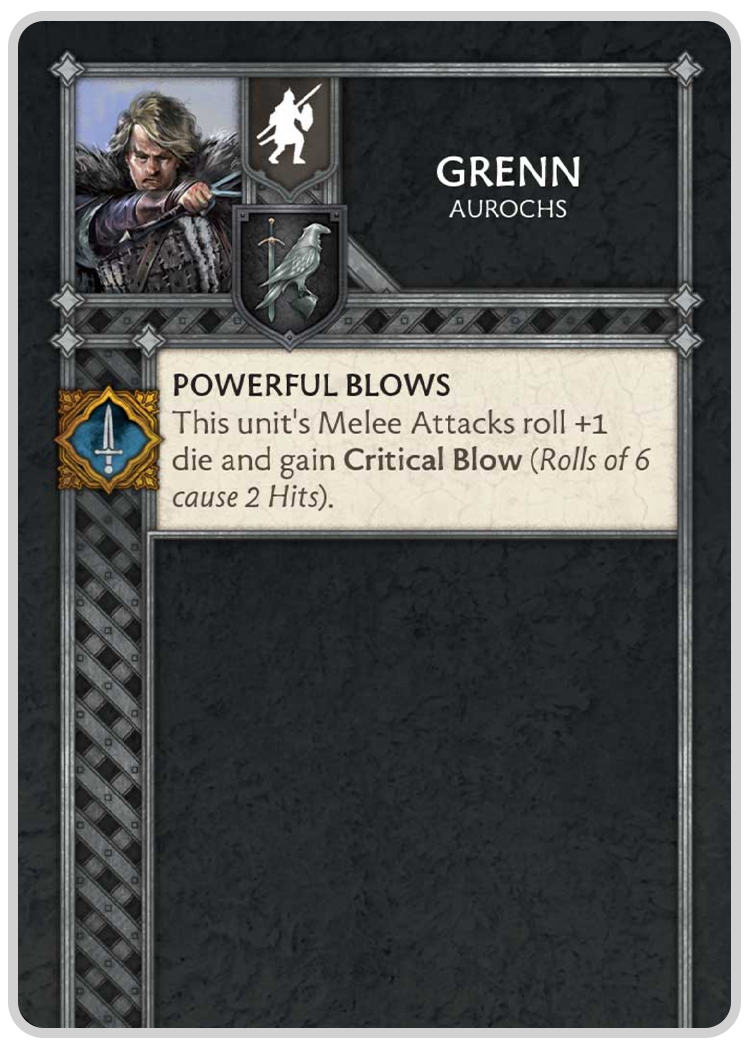 GRENN
AUROCHS
POWERFUL BLOWS
This unit's Melee Attacks roll +1
die and gain Critical Blow (Rolls of 6
cause 2 Hits).